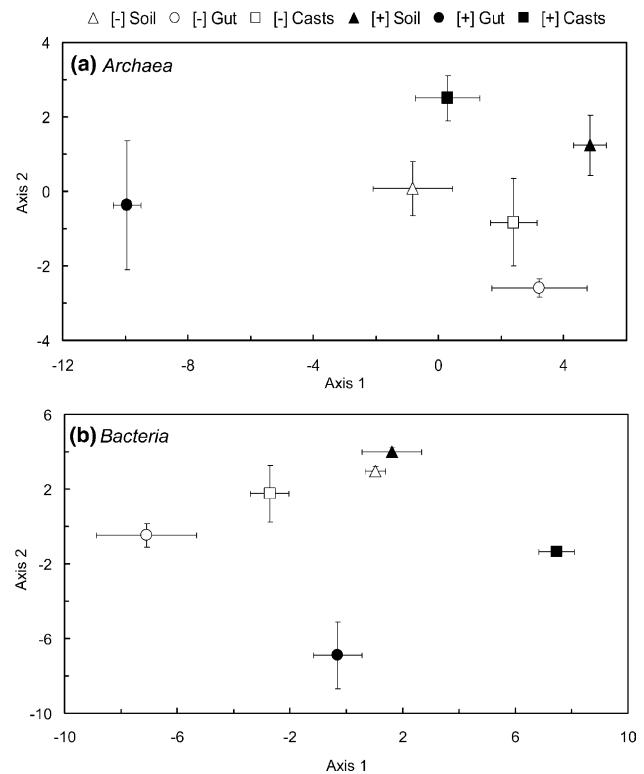 [-] Soil [-] Gut [-] Casts [+] Soil [+] Gut [+] Casts
(a) Archaea
4
2
0
-2
-4
Axis 2
-12 -8 -4 0 4
Axis 1
(b) Bacteria
6
2
-2
-6
-10
Axis 2
-10 -6 -2 2 6 10
Axis 1